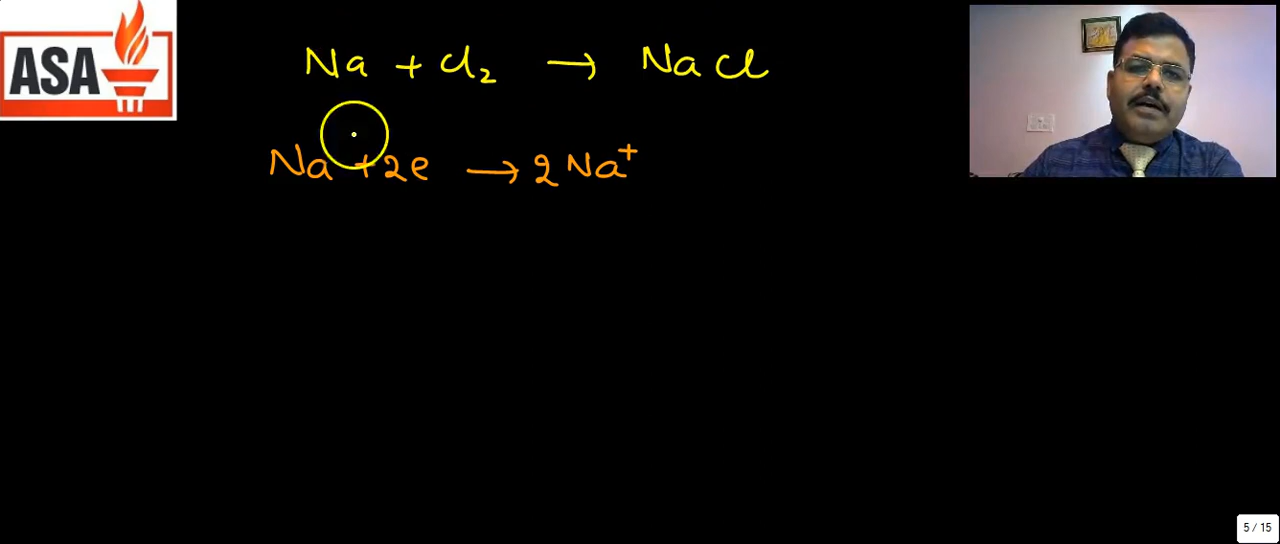 ASA
Na + Cl₂ → NaCl
Na + 2e → 2Na⁺
5 / 15